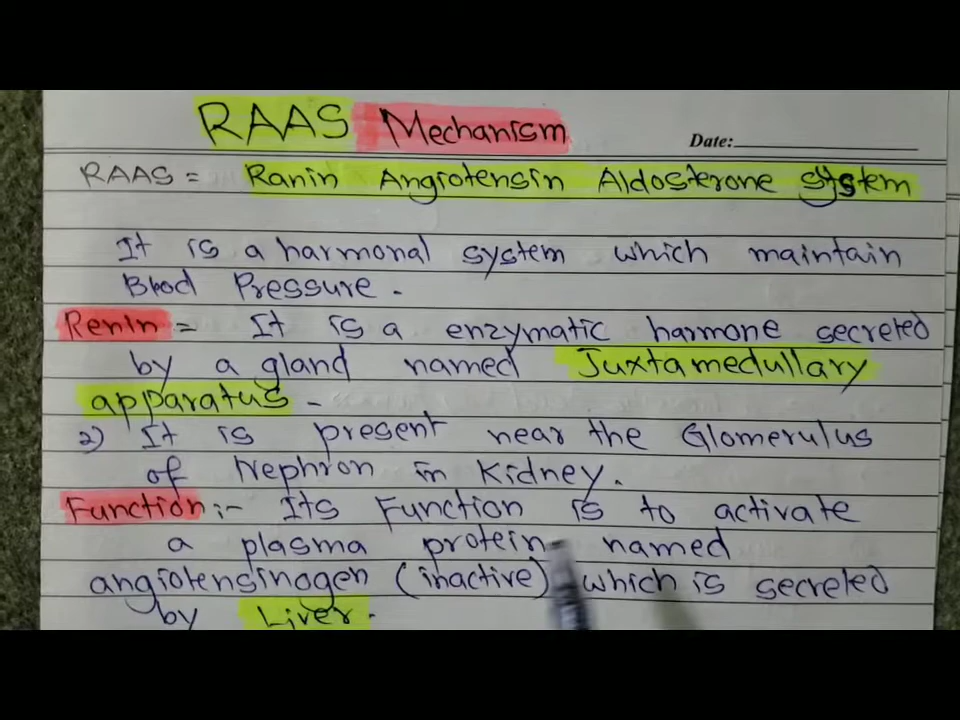 RAAS Mechanism
Date:
RAAS = Ranin Angiotensin Aldosterone system
It is a harmonal system which maintain
Blood Pressure.
Renin = It is a enzymatic harmone secreted
by a gland named Juxtamedullary
apparatus -
2) It is present near the Glomerulus
of Nephron in Kidney.
Function :- Its Function is to activate
a plasma protein named
angiotensinogen (inactive) which is secreted
by Liver.